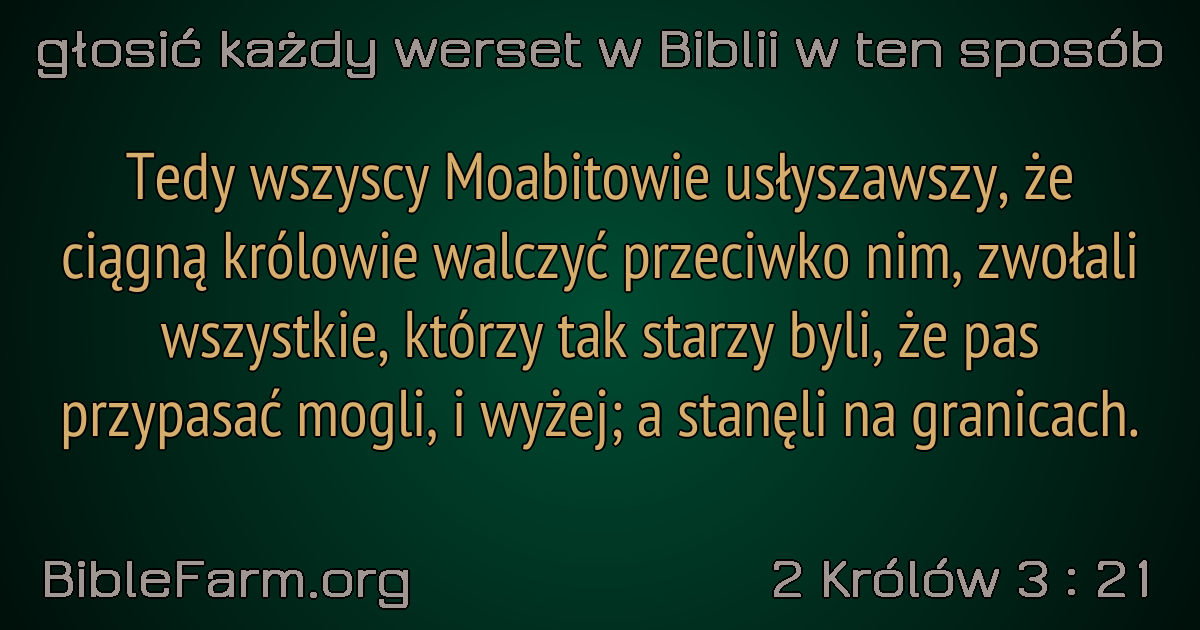 głosić każdy werset w Biblii w ten sposób
Tedy wszyscy Moabitowie usłyszawszy, że
ciągną królowie walczyć przeciwko nim, zwołali
wszystkie, którzy tak starzy byli, że pas
przypasać mogli, i wyżej; a stanęli na granicach.
BibleFarm.org
2 Królów 3 : 21